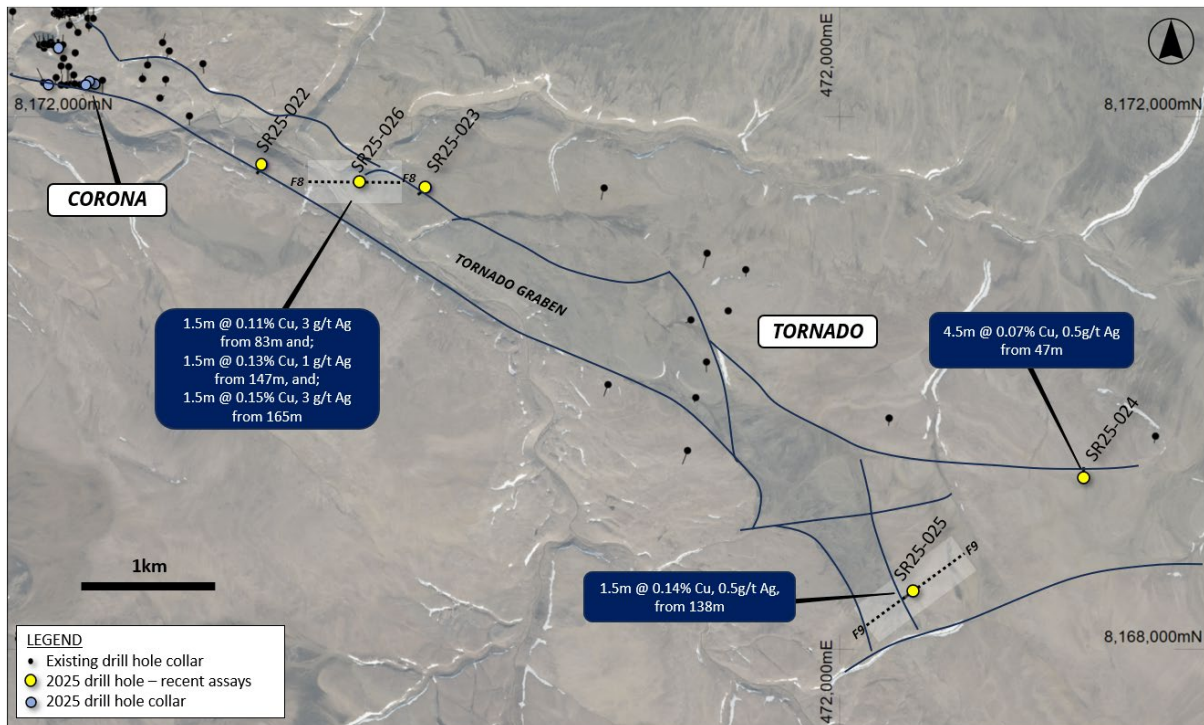 472,000mE
8,172,000mN
8,172,000mN
SR25-022
SR25-026
SR25-023
F8
F8
CORONA
TORNADO GRABEN
TORNADO
1.5m @ 0.11% Cu, 3 g/t Ag
from 83m and;
1.5m @ 0.13% Cu, 1 g/t Ag
from 147m, and;
1.5m @ 0.15% Cu, 3 g/t Ag
from 165m
4.5m @ 0.07% Cu, 0.5g/t Ag
from 47m
SR25-024
SR25-025
F9
F9
1.5m @ 0.14% Cu, 0.5g/t Ag,
from 138m
1km
LEGEND
Existing drill hole collar
2025 drill hole – recent assays
2025 drill hole collar
8,168,000mN
472,000mE